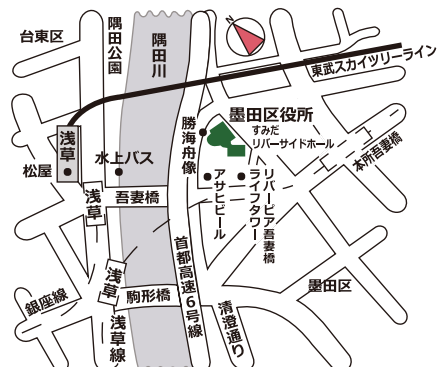 台東区
隅田公園
隅田川
N
東武スカイツリーライン
墨田区役所
すみだ
リバーサイドホール
勝海舟像
本所吾妻橋
浅草
松屋
水上バス
浅草
吾妻橋
アサヒビール
リバーピア吾妻橋
ライフタワー
首都高速6号線
浅草
銀座線
駒形橋
浅草線
清澄通り
墨田区